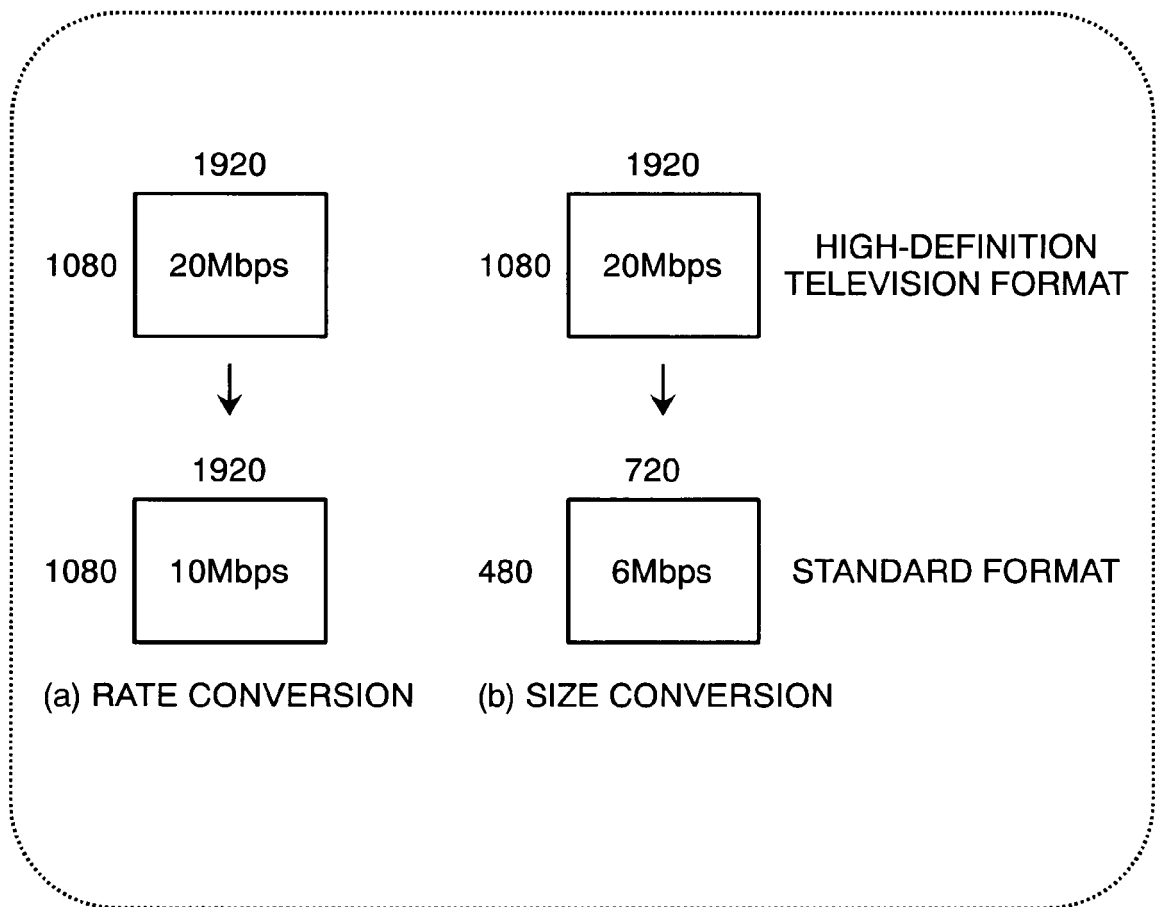 1920
1080
20Mbps
1920
1080
10Mbps
(a) RATE CONVERSION
1920
1080
20Mbps
HIGH-DEFINITION
TELEVISION FORMAT
720
480
6Mbps
STANDARD FORMAT
(b) SIZE CONVERSION